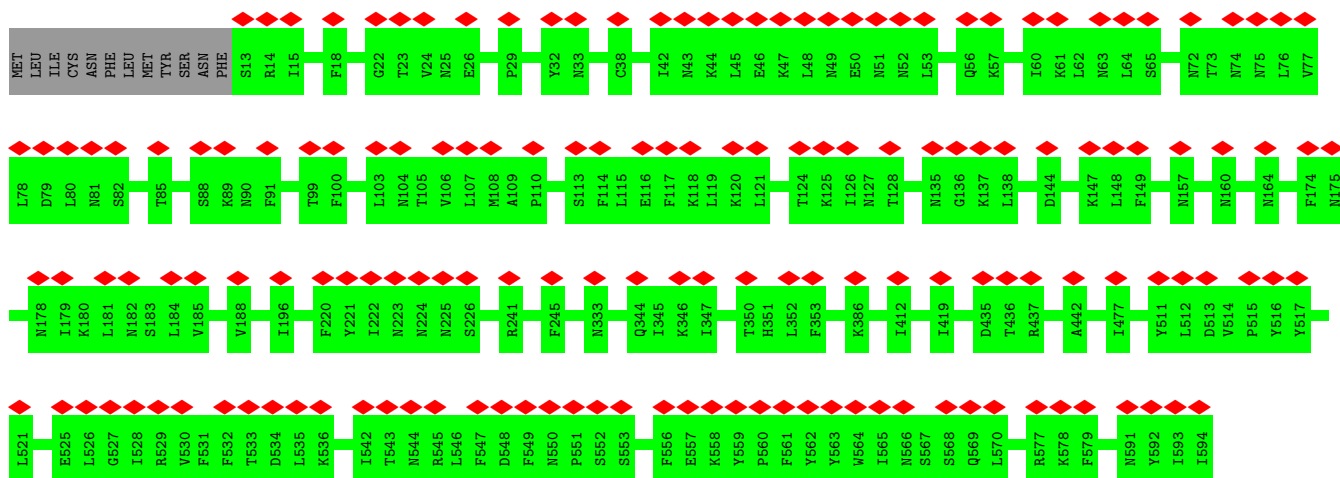 MET LEU ILE CYS ASN PHE LEU MET TYR SER ASN PHE S13 R14 I15 F18 G22 T23 V24 N25 E26 P29 Y32 N33 C38 I42 N43 K44 L45 E46 K47 L48 N49 E50 N51 N52 L53 Q56 K57 I60 K61 L62 N63 L64 S65 N72 T73 N74 N75 L76 V77
L78 D79 L80 N81 S82 T85 S88 K89 N90 F91 T99 F100 L103 N104 I105 V106 L107 M108 A109 P110 S113 F114 L115 E116 F117 K118 L119 K120 L121 T124 K125 I126 N127 T128 N135 G136 K137 L138 D144 K147 L148 F149 N157 N160 N164 F174 N175
N178 I179 K180 L181 N182 S183 L184 V185 V188 I196 F220 Y221 I222 N223 N224 N225 S226 R241 F245 N333 Q344 I345 K346 I347 T350 H351 L352 F353 K386 I412 I419 D435 T436 R437 A442 I477 Y511 L512 D513 V514 P515 Y516 Y517
L521 E525 L526 G527 I528 R529 V530 F531 F532 T533 D534 L535 K536 I542 T543 N544 R545 L546 F547 D548 F549 N550 P551 S552 S553 F556 E557 K558 Y559 P560 F561 Y562 Y563 W564 I565 N566 S567 S568 Q569 L570 R577 K578 F579 N591 Y592 I593 I594